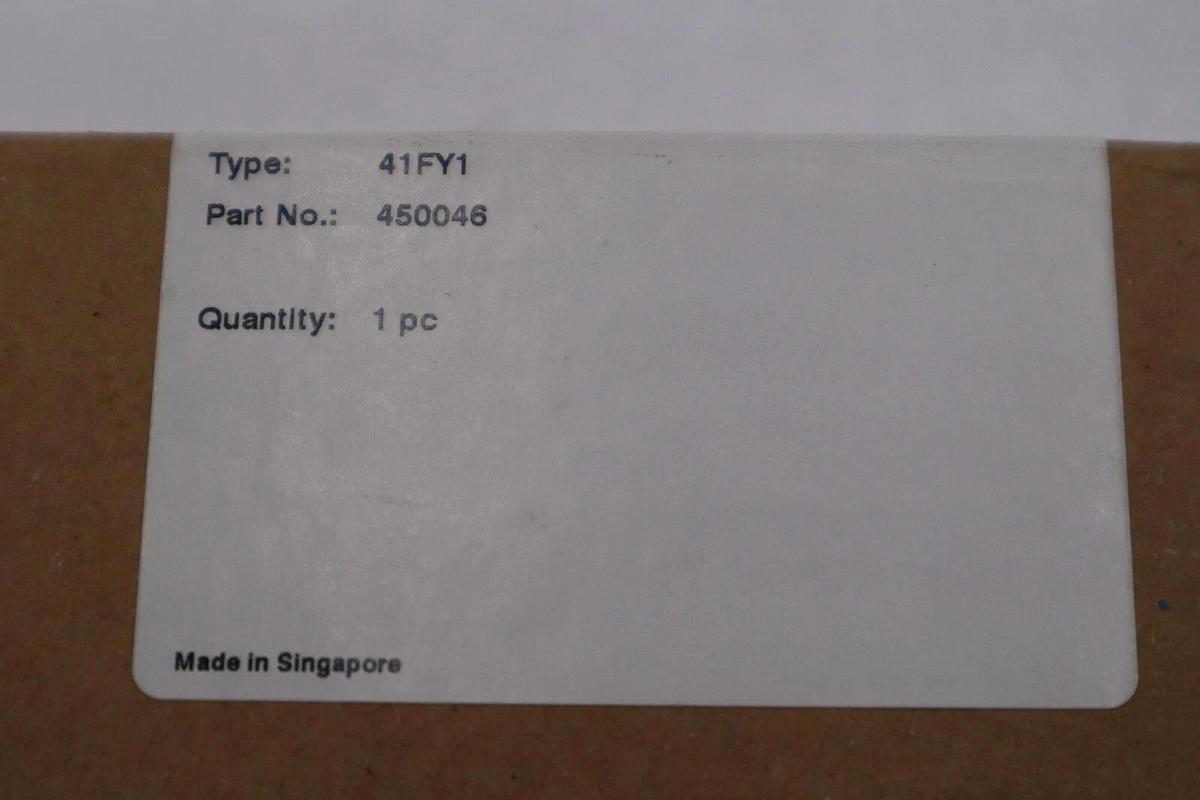 Type: 41FY1
Part No.: 450046
Quantity: 1 pc
Made in Singapore